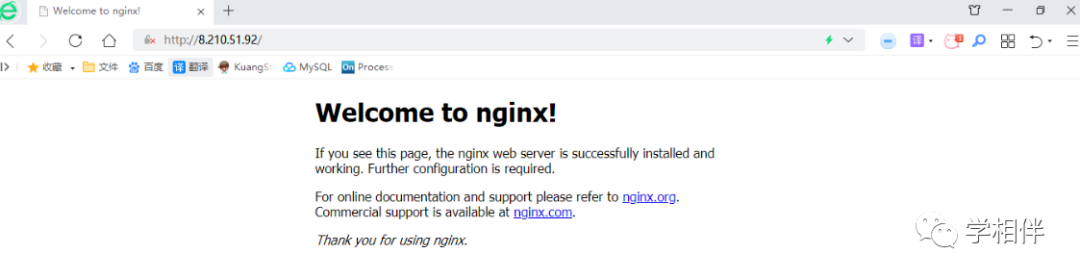 Welcome to nginx!
http://8.210.51.92/
译
1
收藏 文件 百度 译 翻译 KuangSt MySQL On Process
Welcome to nginx!
If you see this page, the nginx web server is successfully installed and
working. Further configuration is required.
For online documentation and support please refer to nginx.org.
Commercial support is available at nginx.com.
Thank you for using nginx.
学相伴